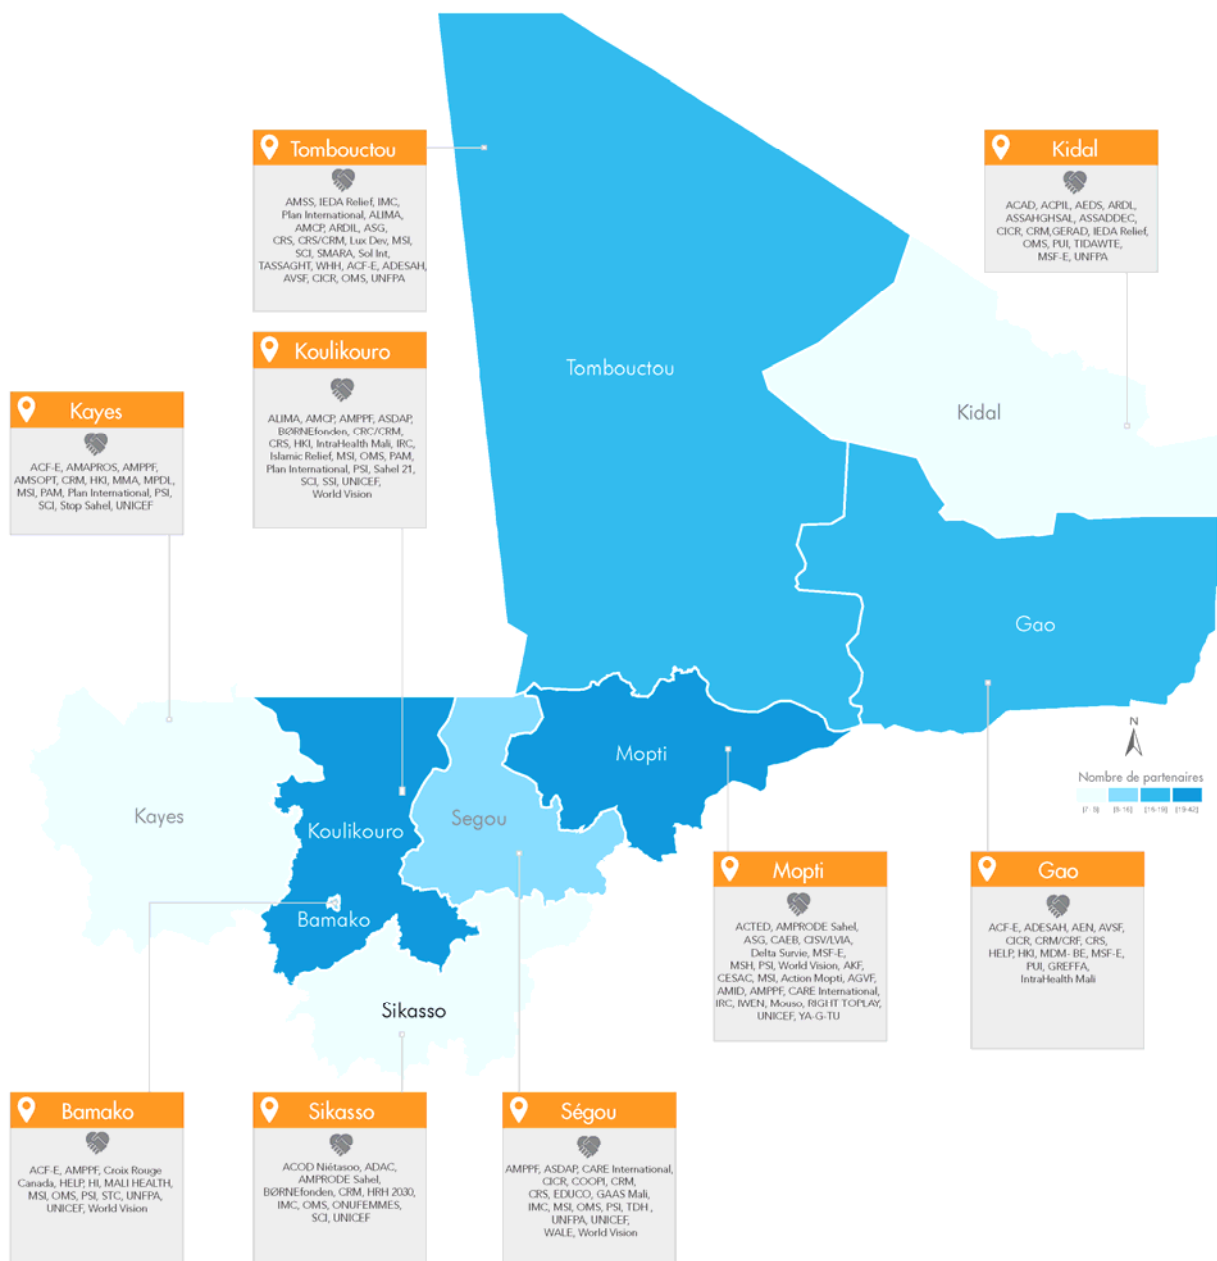 Tombouctou
AMSS, IEDA Relief, IMC,
Plan International, ALIMA,
AMCP, ARDIL, ASG,
CRS, CRS/CRM, Lux Dev, MSI,
SCI, SMARA, Sol Int,
TASSAGHT, WHH, ACF-E, ADESAH,
AVSF, CICR, OMS, UNFPA
Kidal
ACAD, ACPIL, AEDS, ARDL,
ASSAHGHSAL, ASSADDEC,
CICR, CRM,GERAD, IEDA Relief,
OMS, PUI, TIDAWTE,
MSF-E, UNFPA
Koulikouro
ALIMA, AMCP, AMPPF, ASDAP,
BØRNEfonden, CRC/CRM,
CRS, HKI, IntraHealth Mali, IRC,
Islamic Relief, MSI, OMS, PAM,
Plan International, PSI, Sahel 21,
SCI, SSI, UNICEF,
World Vision
Kayes
ACF-E, AMAPROS, AMPPF,
AMSOPT, CRM, HKI, MMA, MPDL,
MSI, PAM, Plan International, PSI,
SCI, Stop Sahel, UNICEF
Tombouctou
Kidal
Gao
Mopti
Segou
Kayes
Koulikouro
Bamako
Sikasso
N
Nombre de partenaires
[16-19]
[19-42]
Mopti
ACTED, AMPRODE Sahel,
ASG, CAEB, CISV/LVIA,
Delta Survie, MSF-E,
MSH, PSI, World Vision, AKF,
CESAC, MSI, Action Mopti, AGVF,
AMID, AMPPF, CARE International,
IRC, IWEN, Mouso, RIGHT TOPLAY,
UNICEF, YA-G-TU
Gao
ACF-E, ADESAH, AEN, AVSF,
CICR, CRM/CRF, CRS,
HELP, HKI, MDM- BE, MSF-E,
PUI, GREFFA,
IntraHealth Mali
Bamako
ACF-E, AMPPF, Croix Rouge
Canada, HELP, HI, MALI HEALTH,
MSI, OMS, PSI, STC, UNFPA,
UNICEF, World Vision
Sikasso
ACOD Niétasoo, ADAC,
AMPRODE Sahel,
BØRNEfonden, CRM, HRH 2030,
IMC, OMS, ONUFEMMES,
SCI, UNICEF
Ségou
AMPPF, ASDAP, CARE International,
CICR, COOPI, CRM,
CRS, EDUCO, GAAS Mali,
IMC, MSI, OMS, PSI, TDH ,
UNFPA, UNICEF,
WALE, World Vision